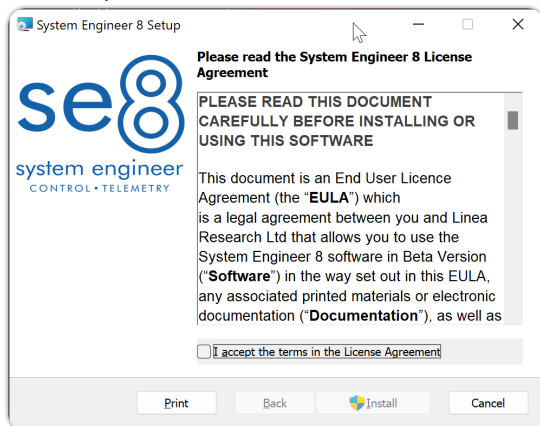 System Engineer 8 Setup
Please read the System Engineer 8 License
Agreement
se8
system engineer
CONTROL • TELEMETRY
PLEASE READ THIS DOCUMENT
CAREFULLY BEFORE INSTALLING OR
USING THIS SOFTWARE
This document is an End User Licence
Agreement (the “EULA”) which
is a legal agreement between you and Linea
Research Ltd that allows you to use the
System Engineer 8 software in Beta Version
(“Software”) in the way set out in this EULA,
any associated printed materials or electronic
documentation (“Documentation”), as well as
I accept the terms in the License Agreement
Print
Back
Install
Cancel